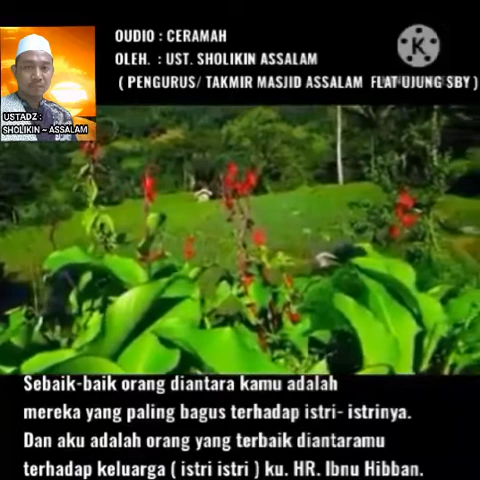 OUDIO : CERAMAH
OLEH. : UST. SHOLIKIN ASSALAM
( PENGURUS/ TAKMIR MASJID ASSALAM FLAT UJUNG SBY )
K
USTADZ :
SHOLIKIN ~ ASSALAM
Sebaik-baik orang diantara kamu adalah
mereka yang paling bagus terhadap istri- istrinya.
Dan aku adalah orang yang terbaik diantaramu
terhadap keluarga ( istri istri ) ku. HR. Ibnu Hibban.